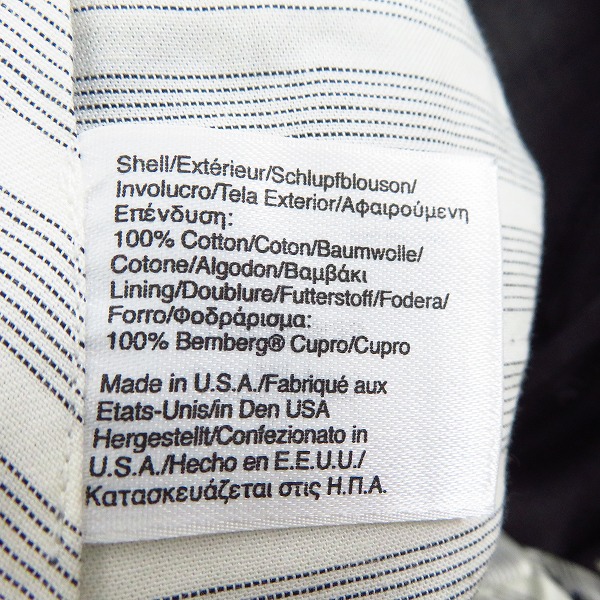 Shell/Extérieur/Schlupfblouson/
Involucro/Tela Exterior/Αφαιρούμενη
Επένδυση:
100% Cotton/Coton/Baumwolle/
Cotone/Algodon/Βαμβάκι
Lining/Doublure/Futterstoff/Fodera/
Forro/Φοδράρισμα:
100% Bemberg® Cupro/Cupro
Made in U.S.A./Fabriqué aux
Etats-Unis/in Den USA
Hergestellt/Confezionato in
U.S.A./Hecho en E.E.U.U./
Κατασκευάζεται στις Η.Π.Α.